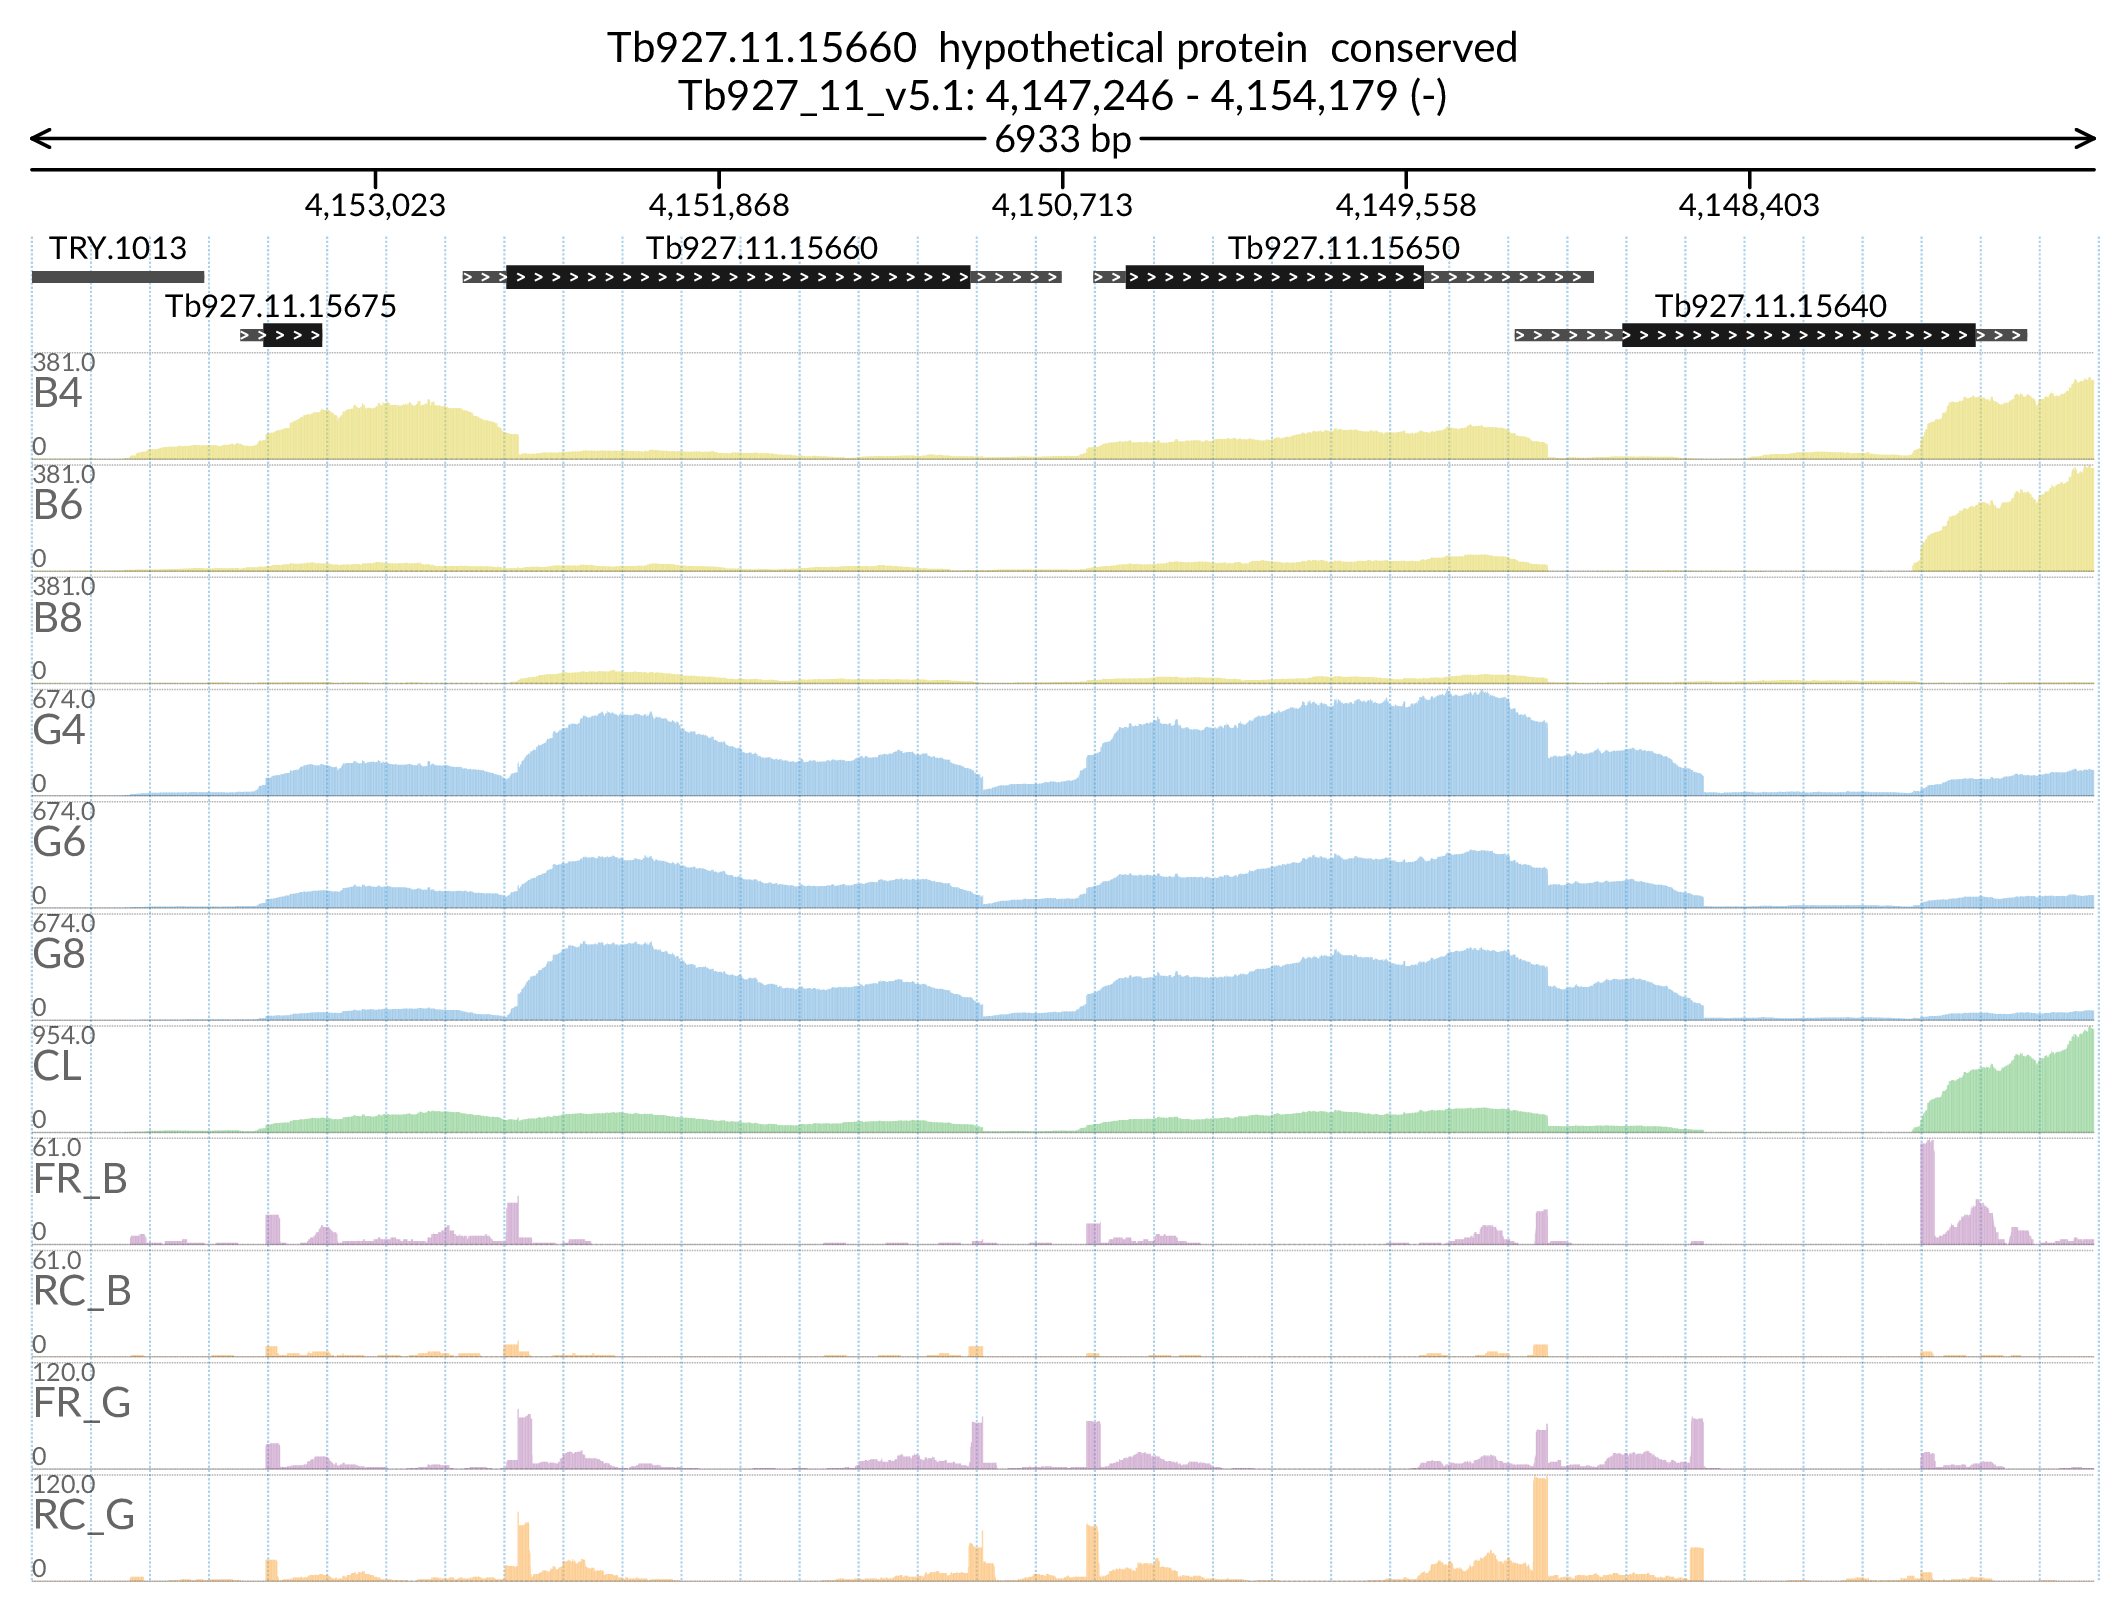 Tb927.11.15660 hypothetical protein conserved
Tb927_11_v5.1: 4,147,246 - 4,154,179 (-)
6933 bp
4,153,023 4,151,868 4,150,713 4,149,558 4,148,403
TRY.1013 Tb927.11.15660 Tb927.11.15650
Tb927.11.15675 Tb927.11.15640
381.0
B4
0
381.0
B6
0
381.0
B8
0
674.0
G4
0
674.0
G6
0
674.0
G8
0
954.0
CL
0
61.0
FR_B
0
61.0
RC_B
0
120.0
FR_G
0
120.0
RC_G
0